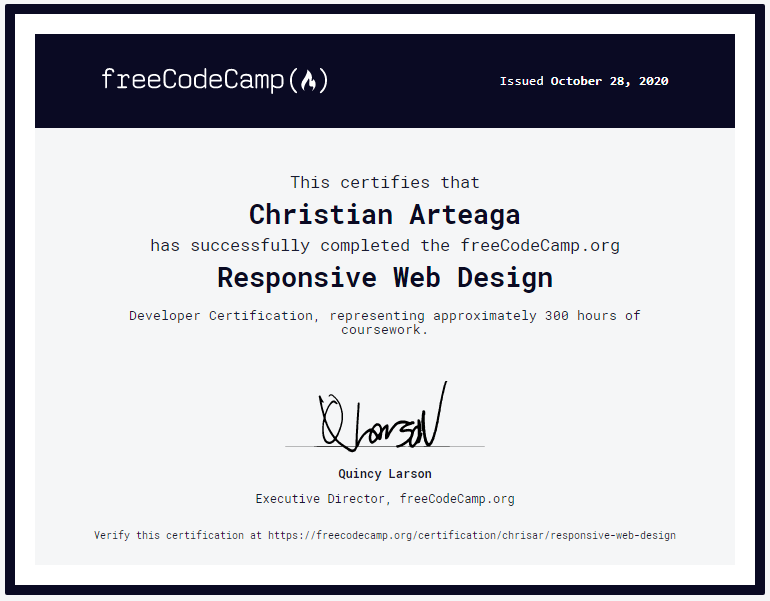 freeCodeCamp
Issued October 28, 2020
This certifies that
Christian Arteaga
has successfully completed the freeCodeCamp.org
Responsive Web Design
Developer Certification, representing approximately 300 hours of
coursework.
Q Larson
Quincy Larson
Executive Director, freeCodeCamp.org
Verify this certification at https://freecodecamp.org/certification/chrisar/responsive-web-design